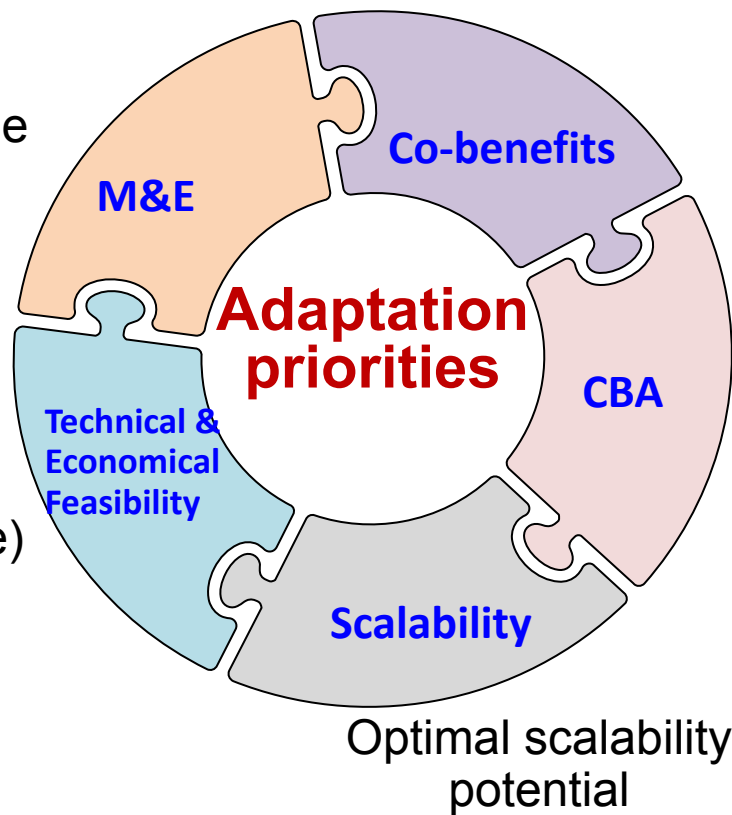 e
Co-benefits
M&E
Adaptation
priorities
CBA
Technical &
Economical
Feasibility
e)
Scalability
Optimal scalability
potential